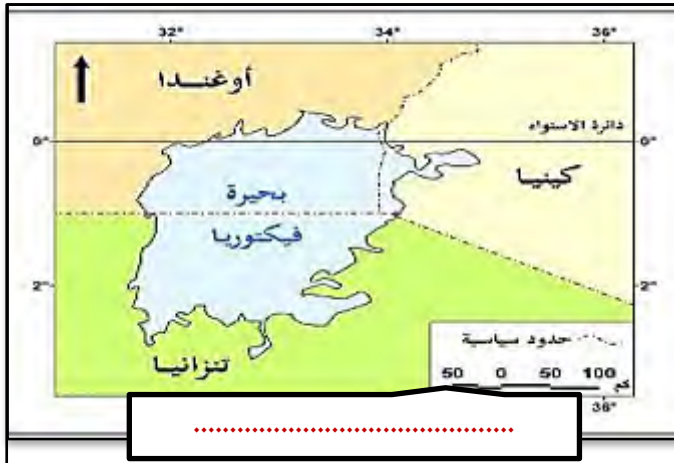 32° 34° 36°
أوغندا
دائرة الاستواء
0° 0°
كينيا
بحيرة
فيكتوريا
2° 2°
حدود سياسية
تنزانيا
50 0 50 100 كم
36°
........................................